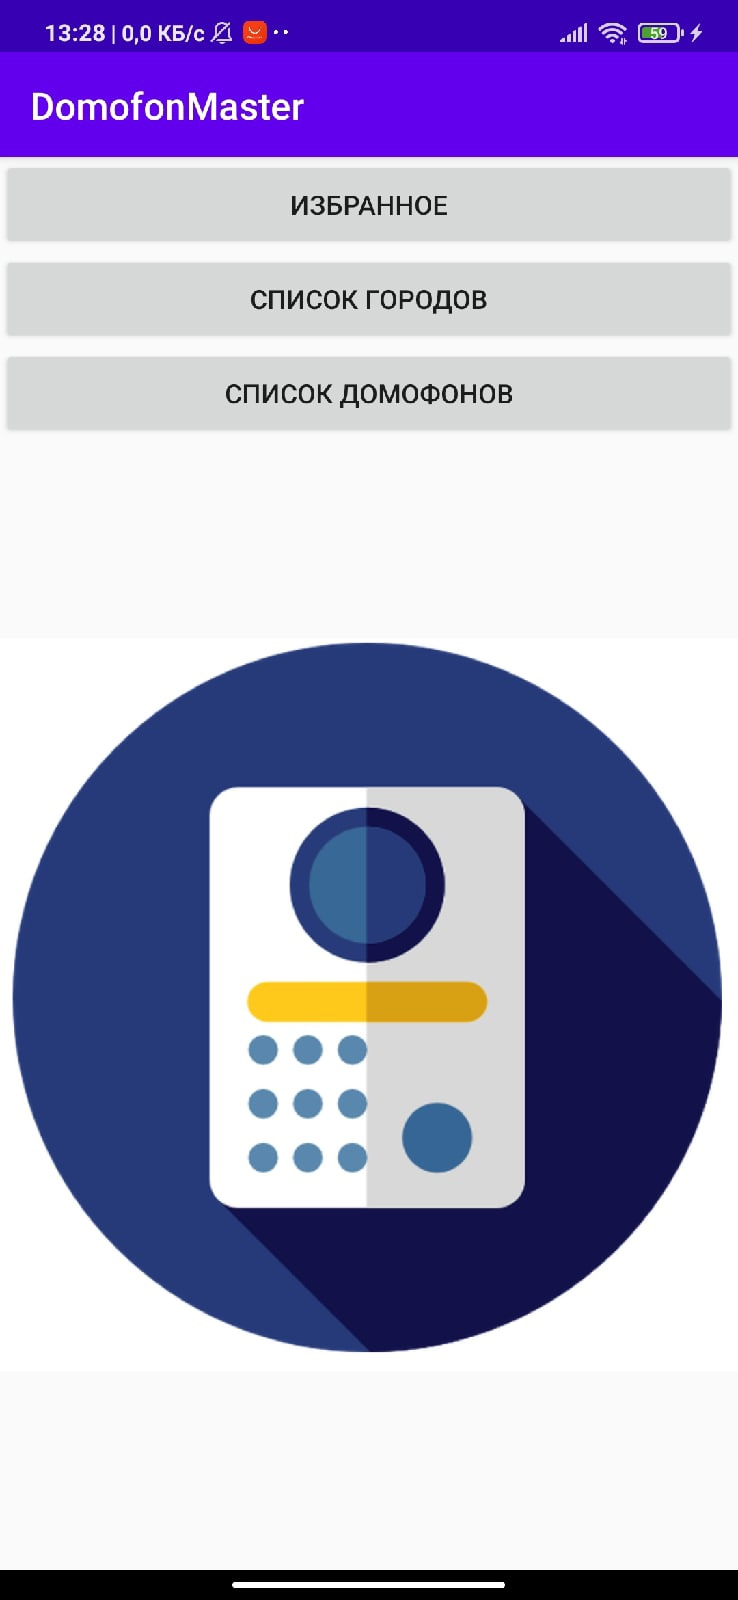 13:28 | 0,0 КБ/с
59
DomofonMaster
ИЗБРАННОЕ
СПИСОК ГОРОДОВ
СПИСОК ДОМОФОНОВ